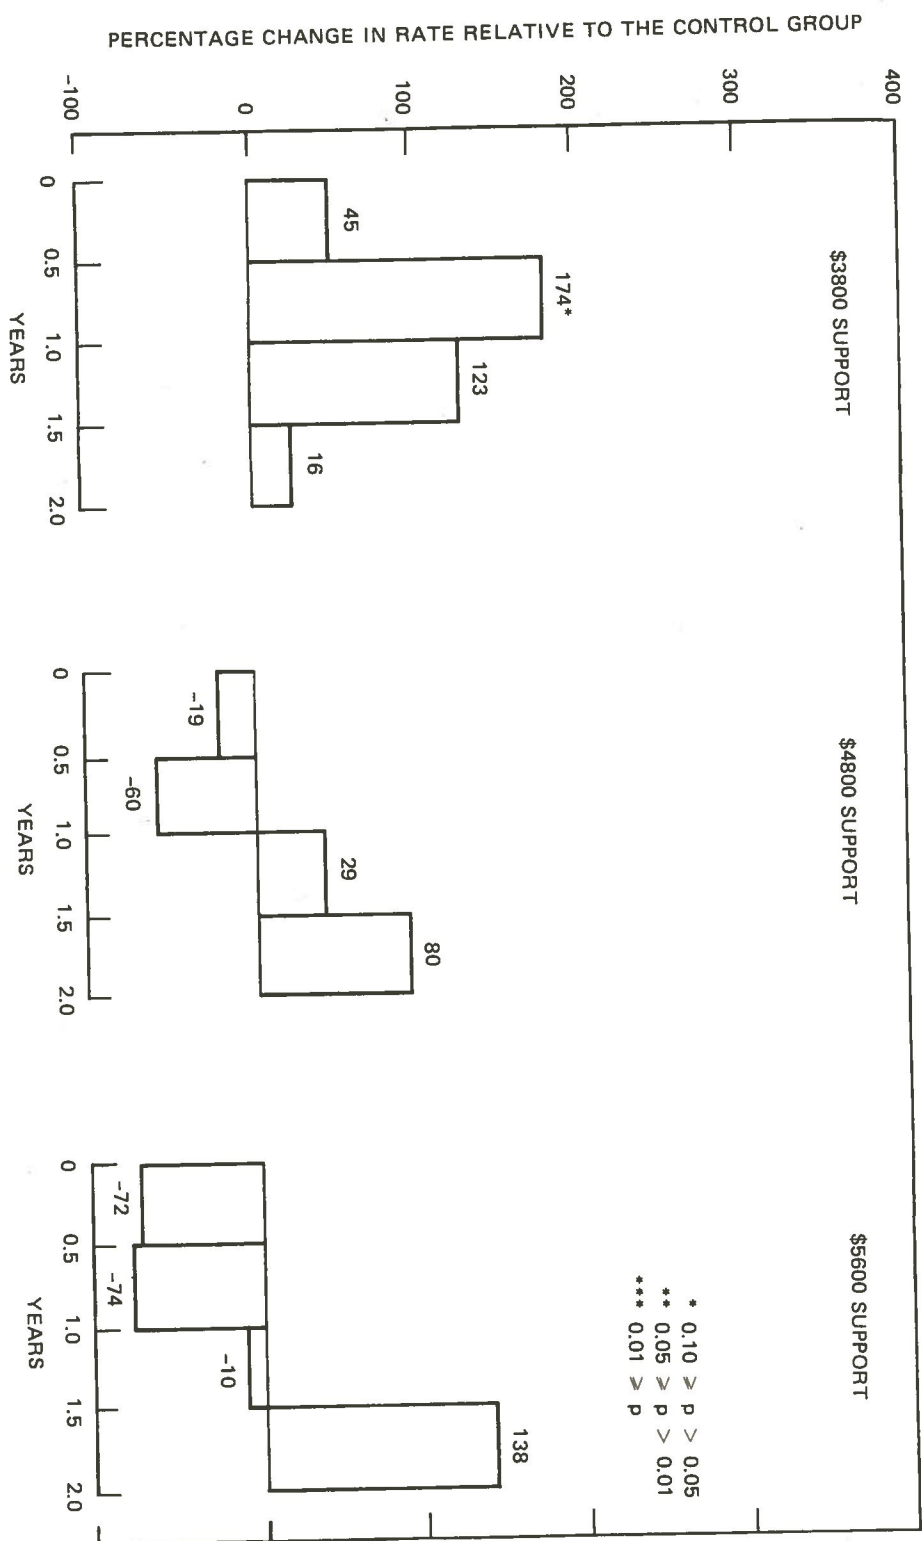 PERCENTAGE CHANGE IN RATE RELATIVE TO THE CONTROL GROUP
400
300
200
100
0
-100
$3800 SUPPORT
45
174*
123
16
0 0.5 1.0 1.5 2.0
YEARS
$4800 SUPPORT
-19
-60
29
80
0 0.5 1.0 1.5 2.0
YEARS
$5600 SUPPORT
* 0.10 ≥ p > 0.05
** 0.05 ≥ p > 0.01
*** 0.01 ≥ p
-72
-74
-10
138
0 0.5 1.0 1.5 2.0
YEARS